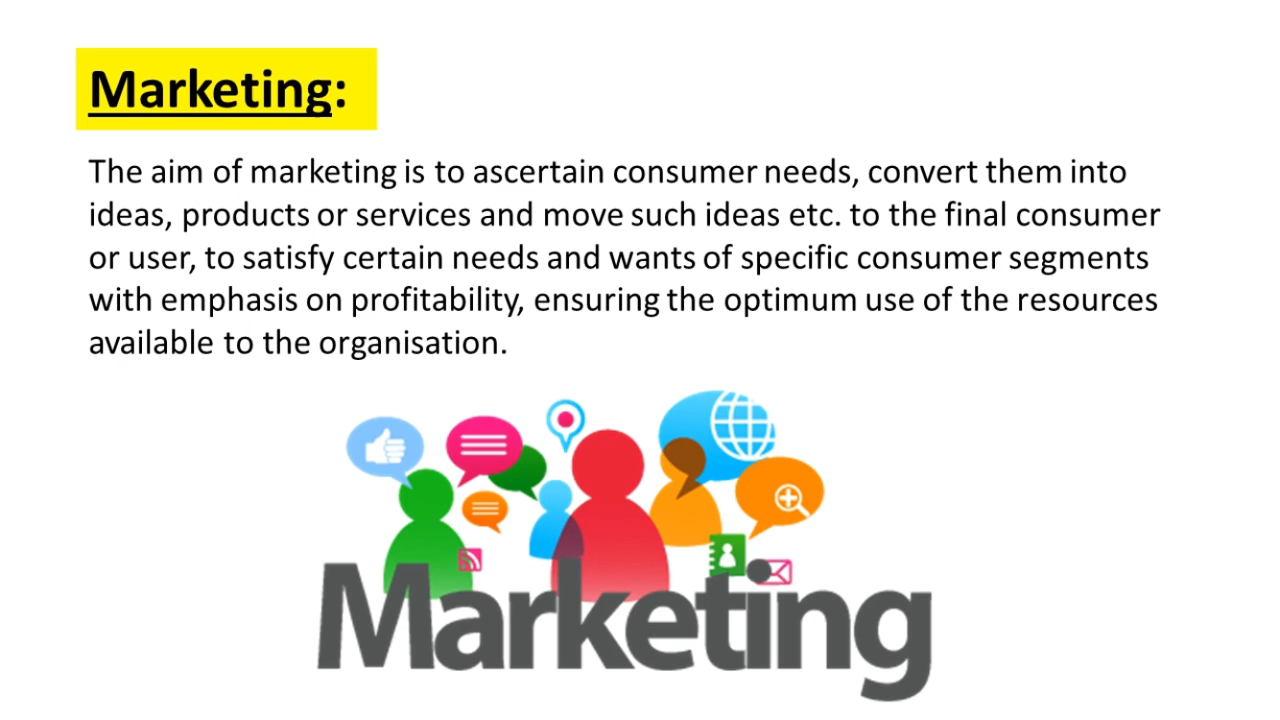 Marketing:
The aim of marketing is to ascertain consumer needs, convert them into
ideas, products or services and move such ideas etc. to the final consumer
or user, to satisfy certain needs and wants of specific consumer segments
with emphasis on profitability, ensuring the optimum use of the resources
available to the organisation.
Marketing